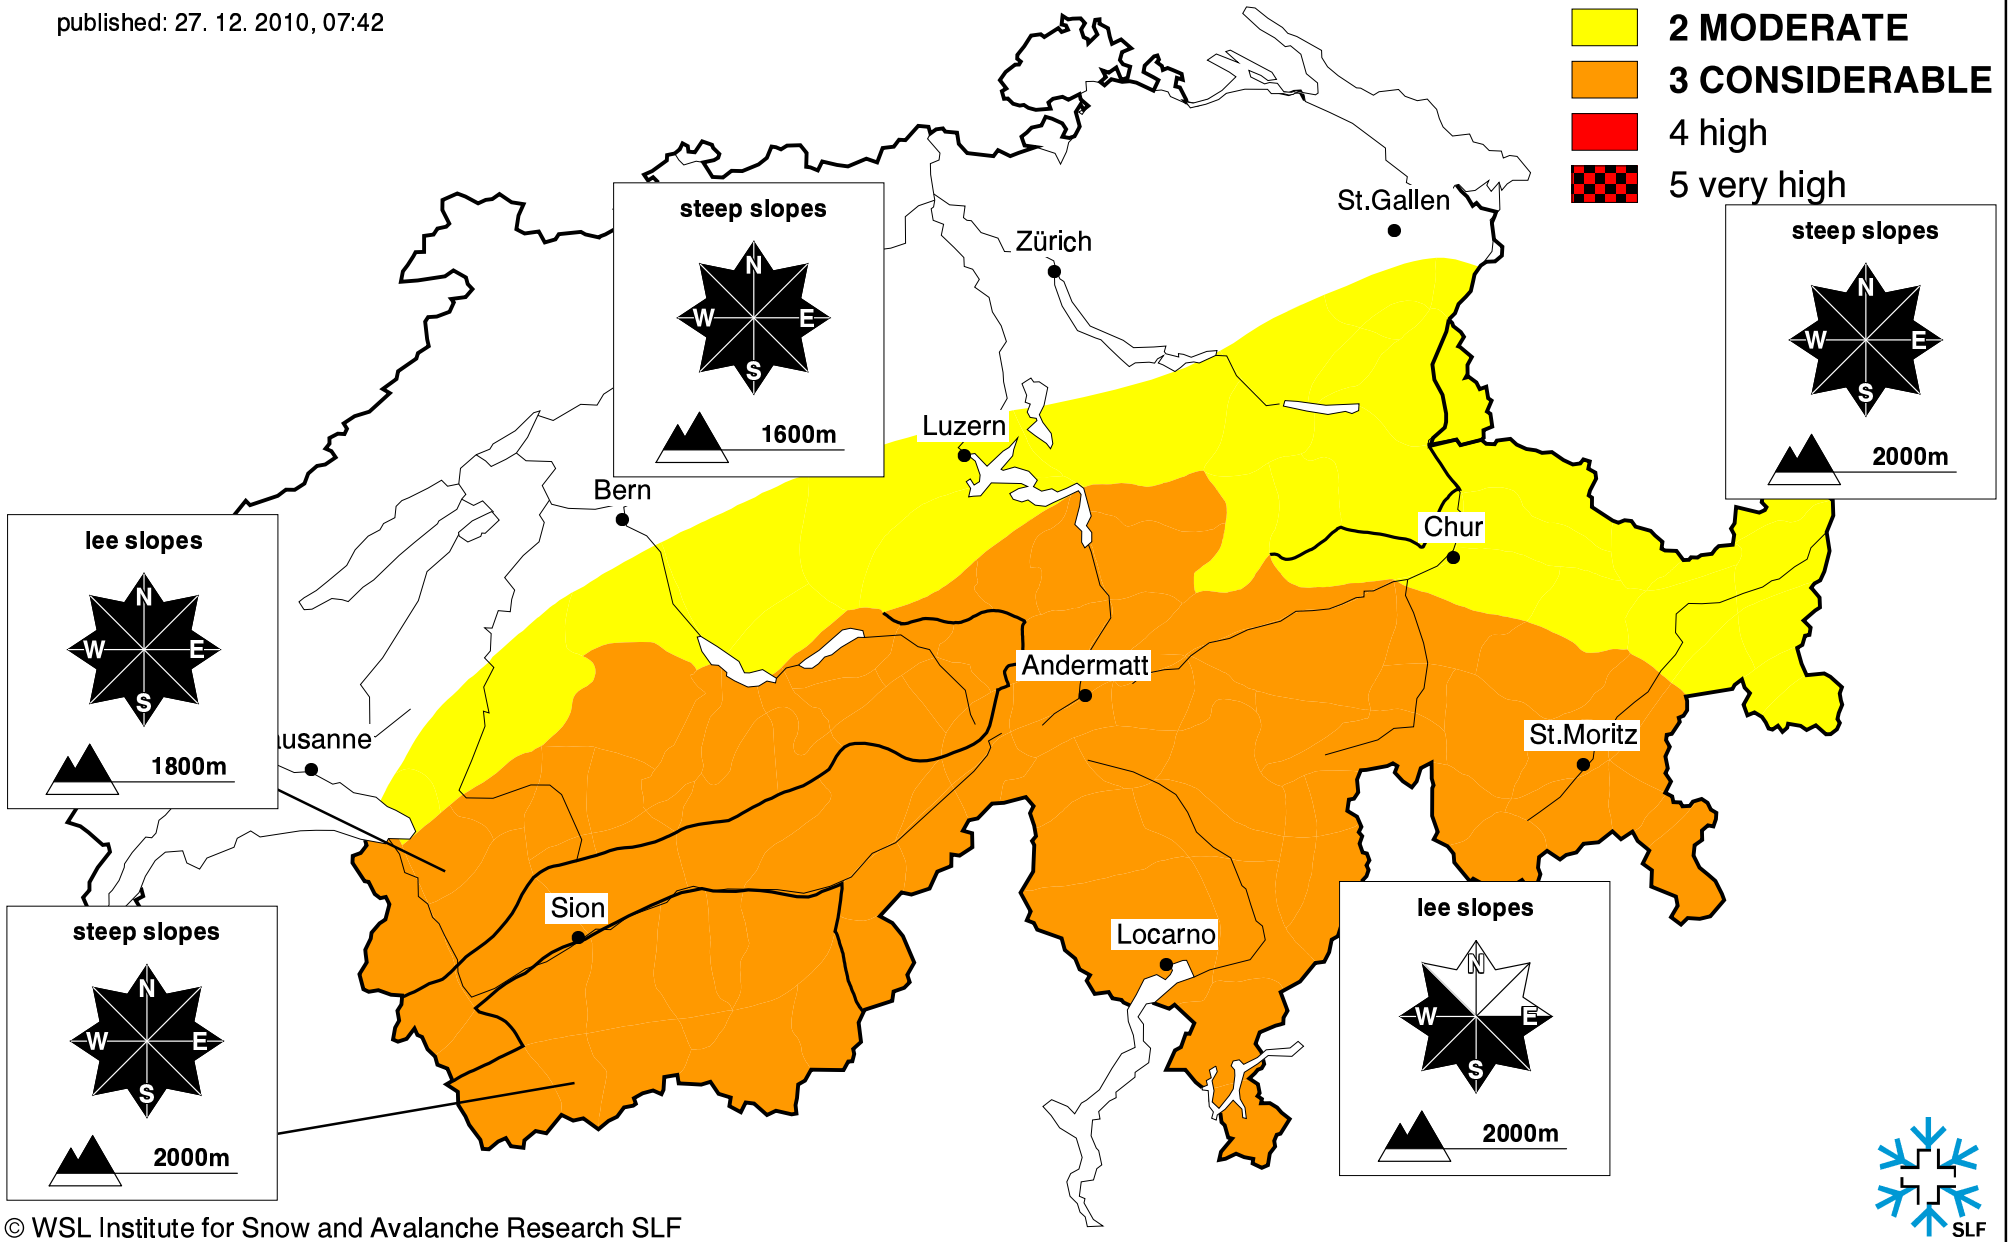 published: 27. 12. 2010, 07:42
2 MODERATE
3 CONSIDERABLE
4 high
5 very high
steep slopes
N
W E
S
1600m
St.Gallen
Zürich
steep slopes
N
W E
S
2000m
Luzern
Bern
Chur
lee slopes
N
W E
S
1800m
ausanne
Andermatt
St.Moritz
Sion
Locarno
steep slopes
N
W E
S
2000m
lee slopes
N
W E
S
2000m
SLF
© WSL Institute for Snow and Avalanche Research SLF